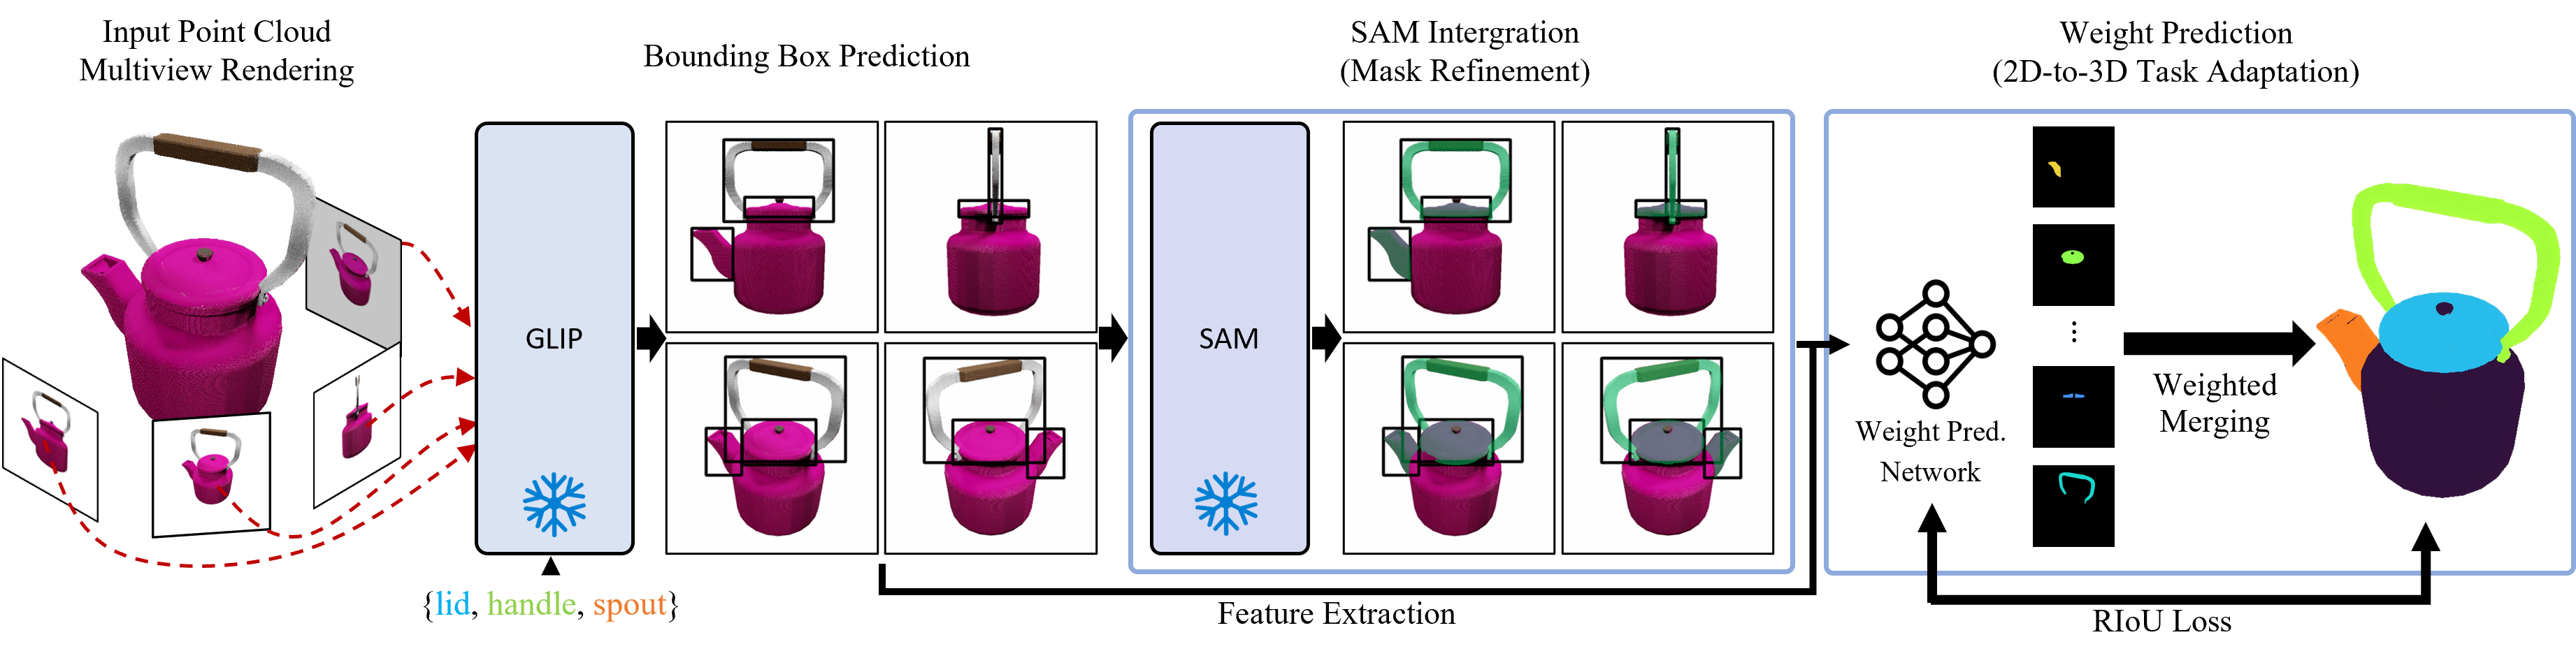 Input Point Cloud
Multiview Rendering
Bounding Box Prediction
SAM Intergration
(Mask Refinement)
Weight Prediction
(2D-to-3D Task Adaptation)
GLIP
{lid, handle, spout}
SAM
Feature Extraction
Weight Pred.
Network
Weighted
Merging
RIoU Loss